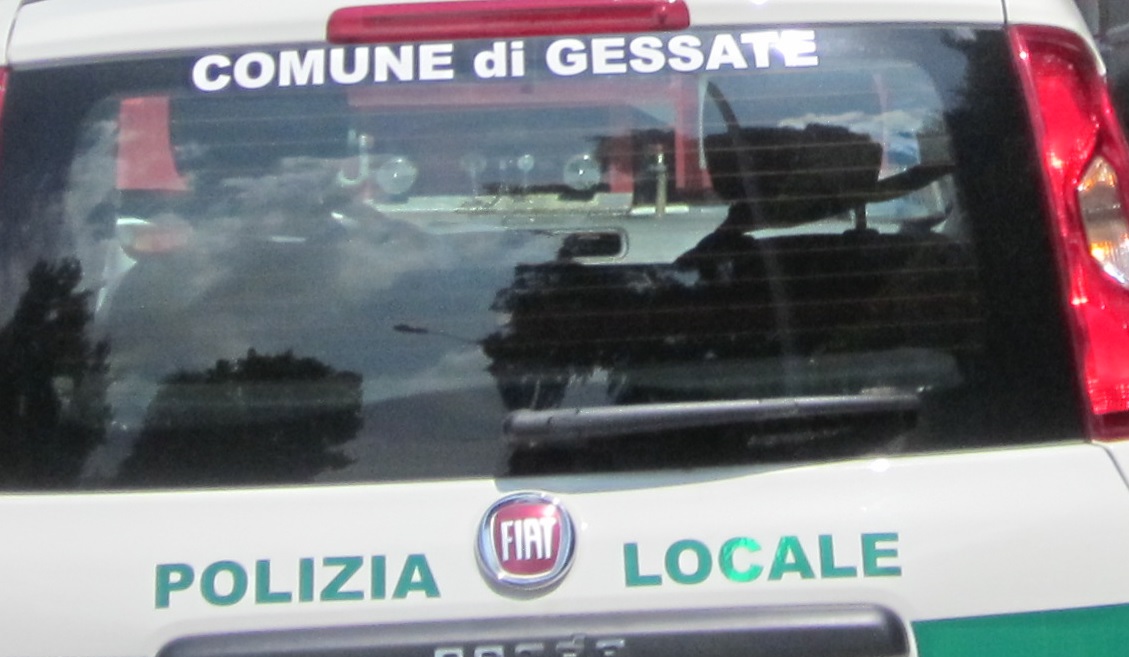 COMUNE di GESSATE
FIAT
POLIZIA LOCALE